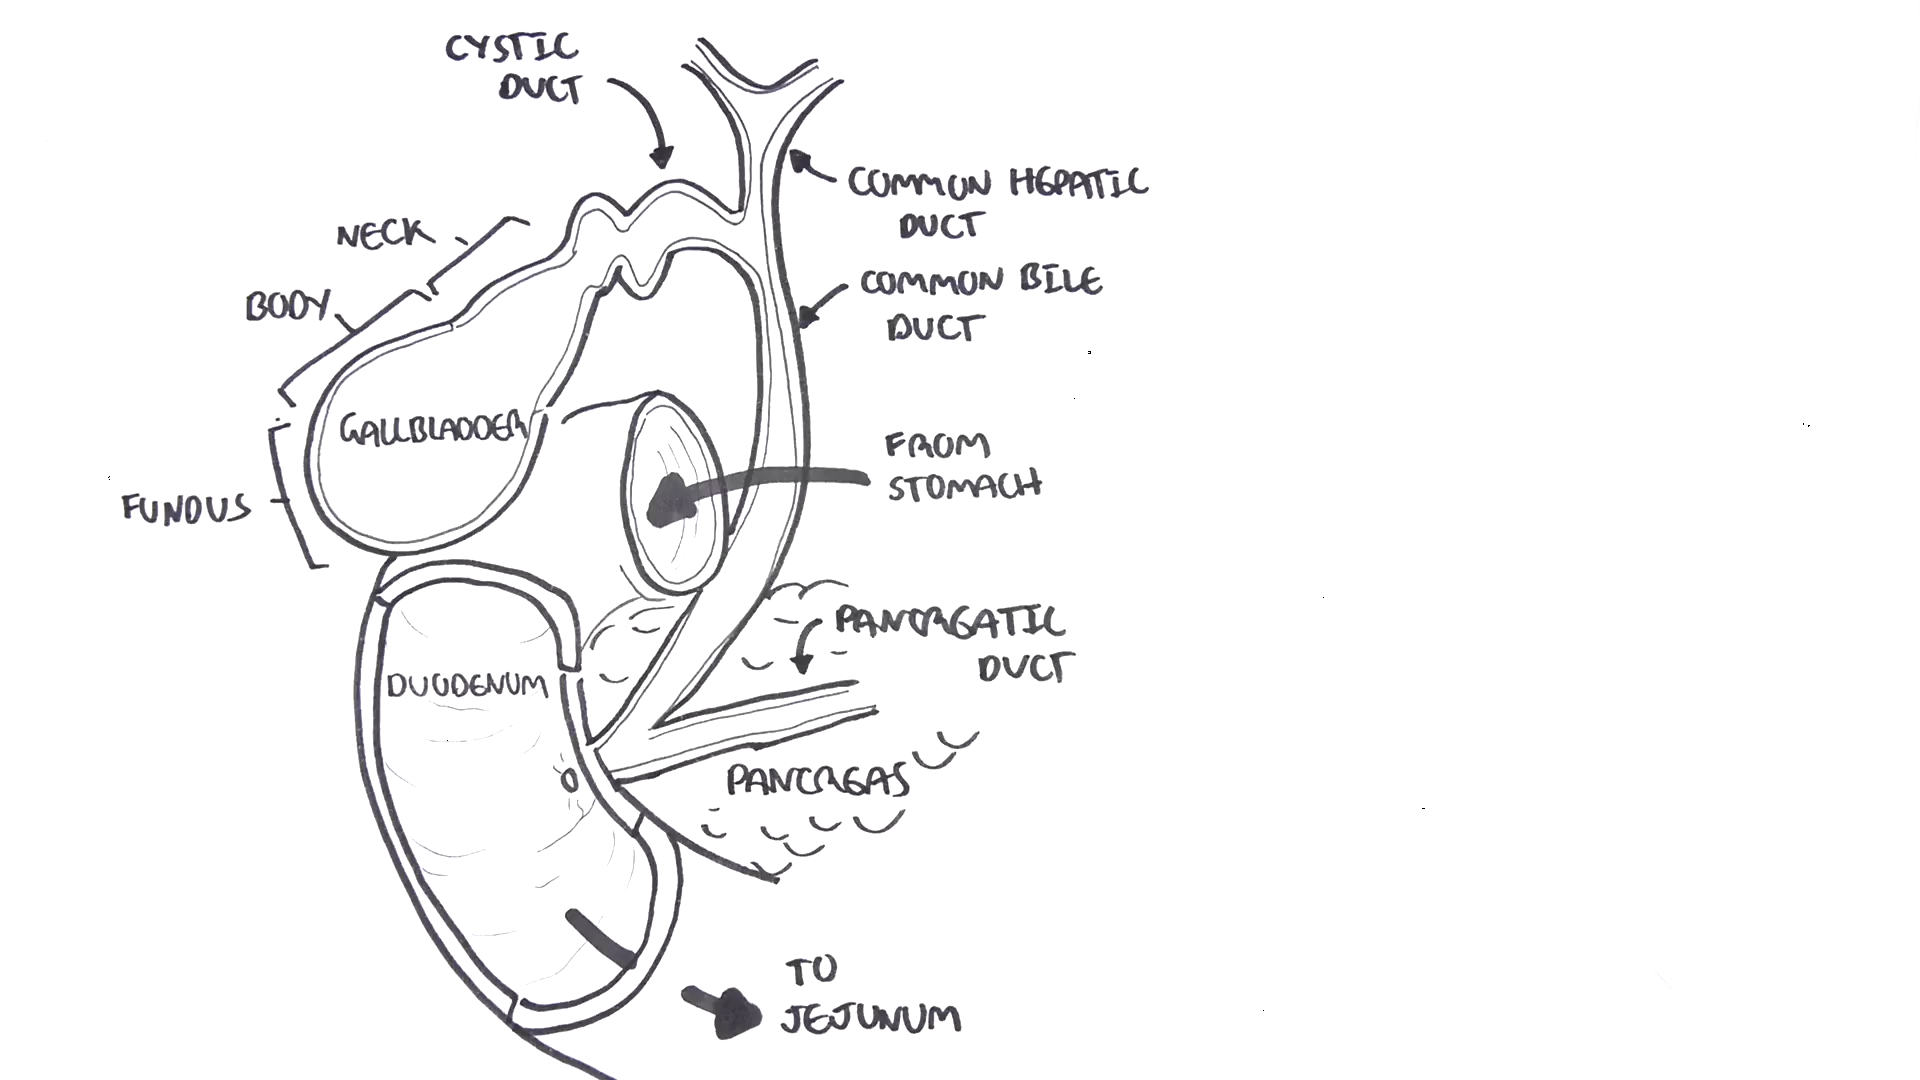 CYSTIC
DUCT
COMMON HEPATIC
DUCT
NECK
COMMON BILE
DUCT
BODY
GALLBLADDER
FROM
STOMACH
FUNDUS
PANCREATIC
DUCT
DUODENUM
PANCREAS
TO
JEJUNUM